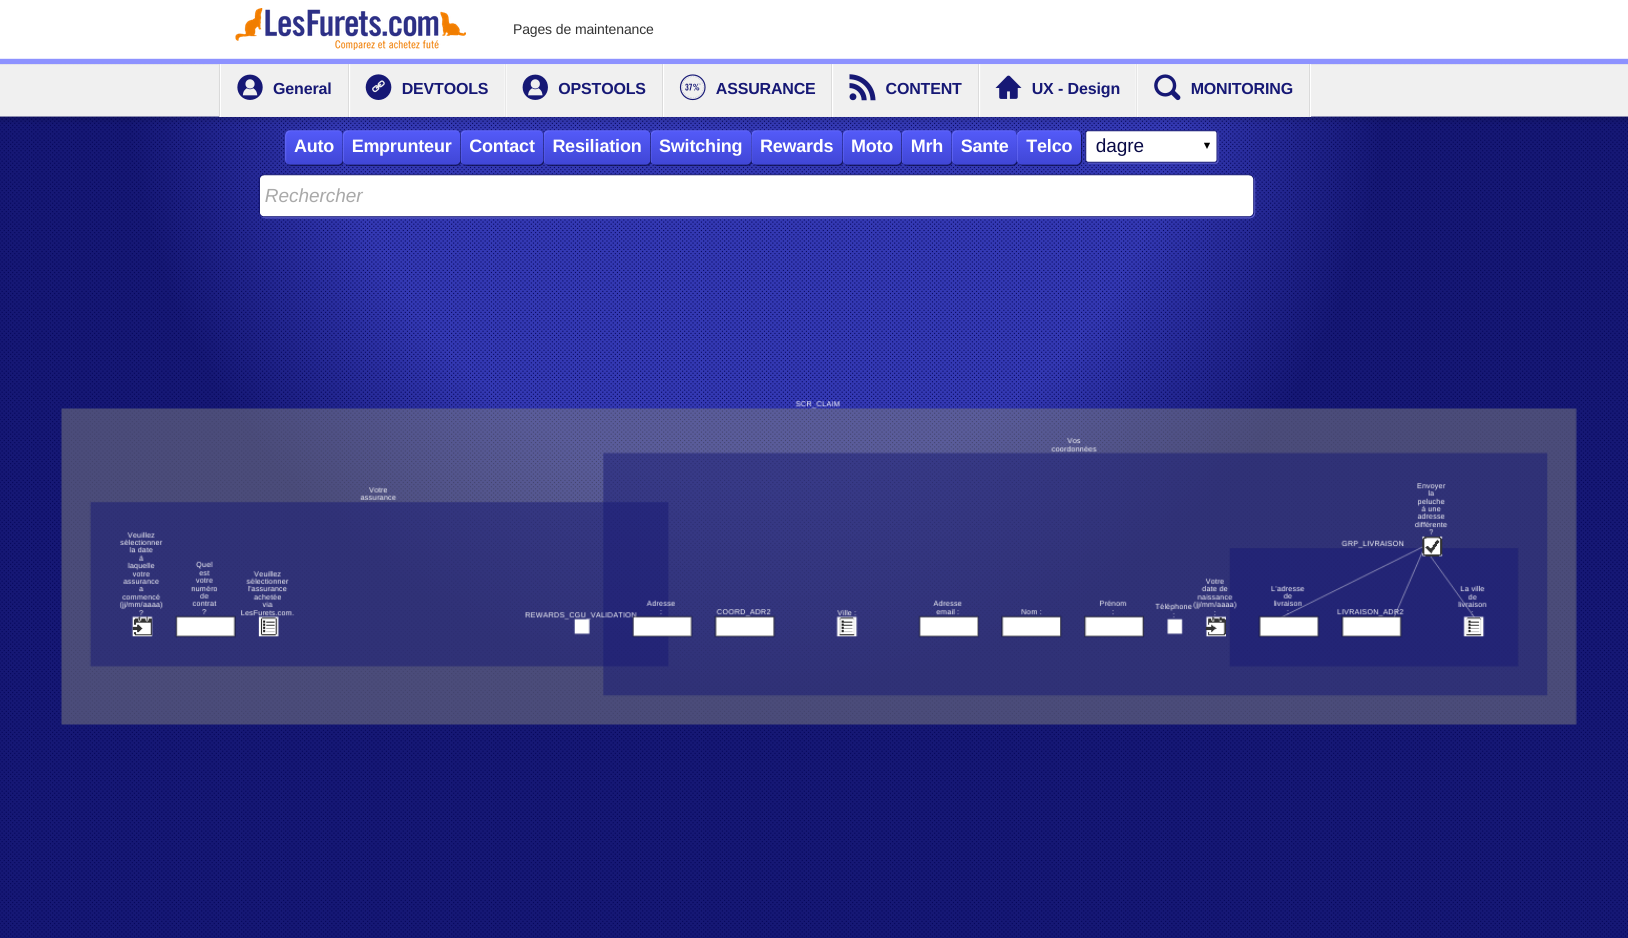 LesFurets.com
Comparez et achetez futé
Pages de maintenance
General
DEVTOOLS
OPSTOOLS
37%
ASSURANCE
CONTENT
UX - Design
MONITORING
Auto
Emprunteur
Contact
Resiliation
Switching
Rewards
Moto
Mrh
Sante
Telco
dagre
Rechercher
SCR_CLAIM
Vos
coordonnées
Votre
assurance
Envoyer
la
peluche
à une
adresse
différente
?
GRP_LIVRAISON
Veuillez
sélectionner
la date
à
laquelle
votre
assurance
a
commencé
(jj/mm/aaaa)
?
Quel
est
votre
numéro
de
contrat
?
Veuillez
sélectionner
l'assurance
achetée
via
LesFurets.com.
REWARDS_CGU_VALIDATION
Adresse
:
COORD_ADR2
Ville :
Adresse
email :
Nom :
Prénom
:
Téléphone
Votre
date de
naissance
(jj/mm/aaaa)
:
L'adresse
de
livraison
LIVRAISON_ADR2
La ville
de
livraison